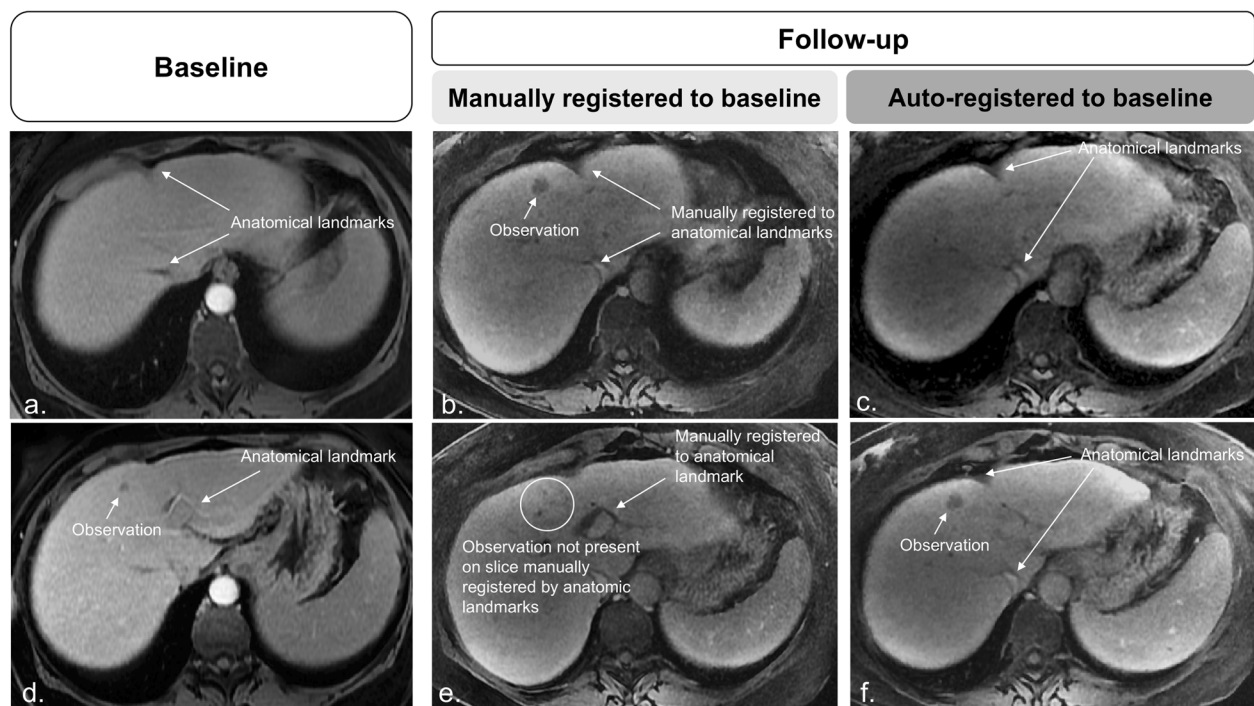 Baseline
Follow-up
Manually registered to baseline
Auto-registered to baseline
Anatomical landmarks
a.
Observation
Manually registered to
anatomical landmarks
b.
Anatomical landmarks
c.
Anatomical landmark
Observation
d.
Manually registered
to anatomical
landmark
Observation not present
on slice manually
registered by anatomic
landmarks
e.
Anatomical landmarks
Observation
f.